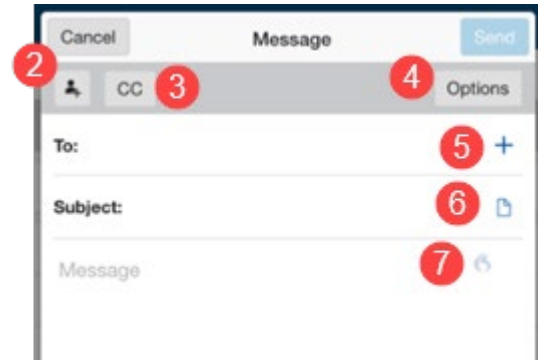 Cancel Message Send
2
CC 3 4 Options
To: 5 +
Subject: 6
Message 7